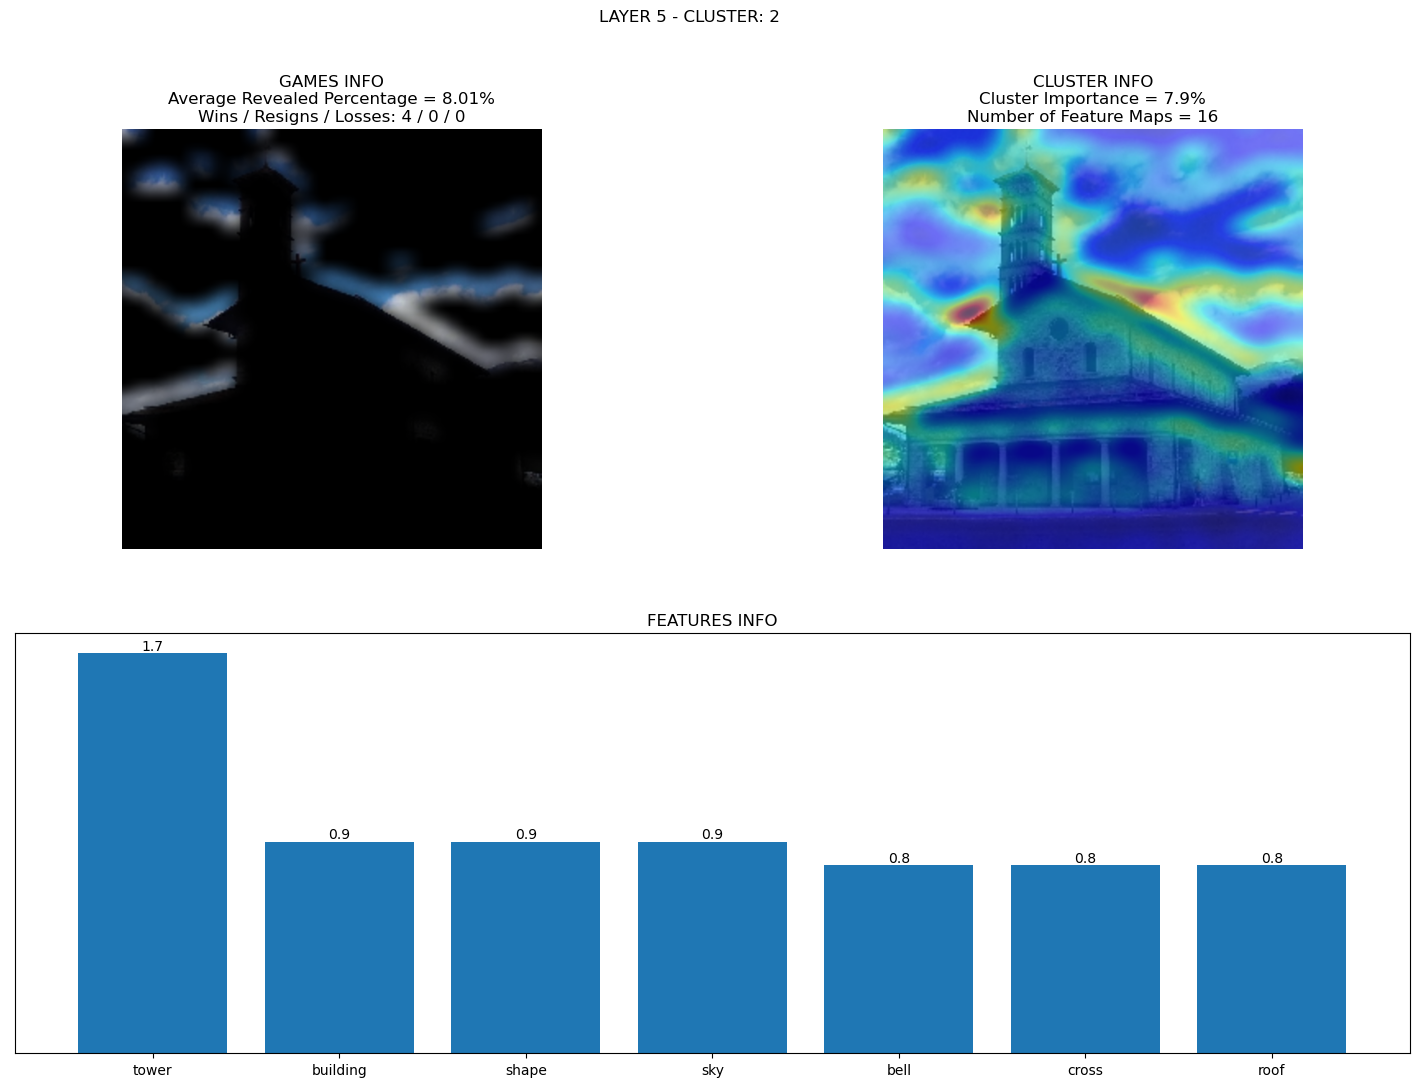 LAYER 5 - CLUSTER: 2
GAMES INFO
Average Revealed Percentage = 8.01%
Wins / Resigns / Losses: 4 / 0 / 0
CLUSTER INFO
Cluster Importance = 7.9%
Number of Feature Maps = 16
FEATURES INFO
1.7
0.9
0.9
0.9
0.8
0.8
0.8
tower
building
shape
sky
bell
cross
roof